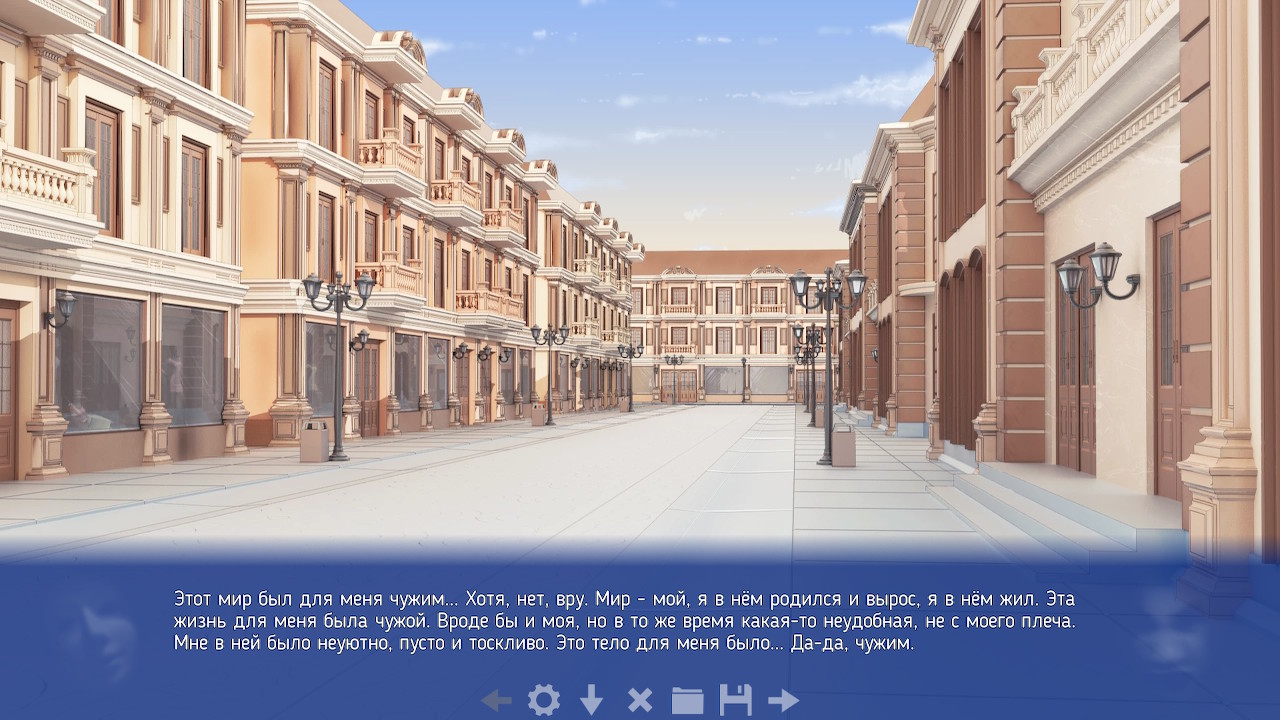 Этот мир был для меня чужим... Хотя, нет, вру. Мир - мой, я в нём родился и вырос, я в нём жил. Эта
жизнь для меня была чужой. Вроде бы и моя, но в то же время какая-то неудобная, не с моего плеча.
Мне в ней было неуютно, пусто и тоскливо. Это тело для меня было... Да-да, чужим.